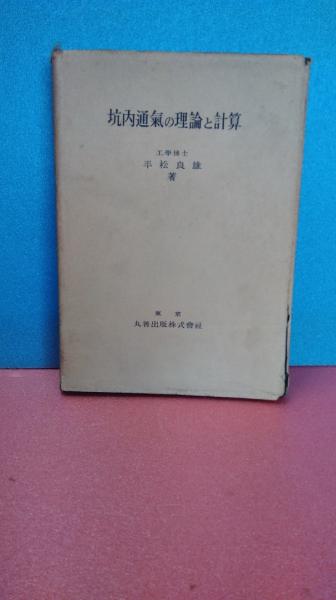 坑內通氣の理論と計算
工學博士
平松良雄
著
東京
丸善出版株式會社